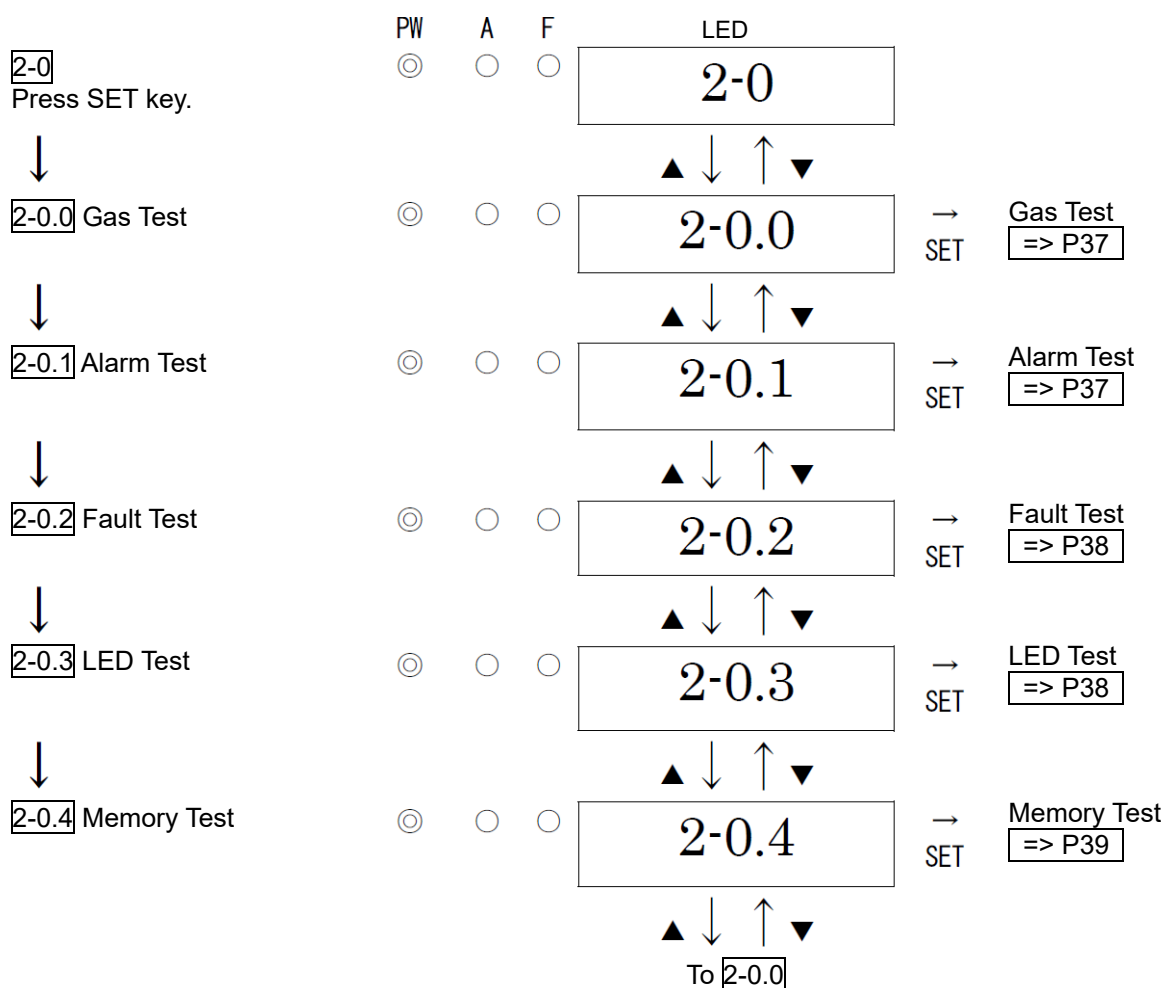 PW A F LED
2-0 ◎ ○ ○ 2-0
Press SET key.
↓ ▲ ↓ ↑ ▼
2-0.0 Gas Test ◎ ○ ○ 2-0.0 → Gas Test
SET => P37
↓ ▲ ↓ ↑ ▼
2-0.1 Alarm Test ◎ ○ ○ 2-0.1 → Alarm Test
SET => P37
↓ ▲ ↓ ↑ ▼
2-0.2 Fault Test ◎ ○ ○ 2-0.2 → Fault Test
SET => P38
↓ ▲ ↓ ↑ ▼
2-0.3 LED Test ◎ ○ ○ 2-0.3 → LED Test
SET => P38
↓ ▲ ↓ ↑ ▼
2-0.4 Memory Test ◎ ○ ○ 2-0.4 → Memory Test
SET => P39
▲ ↓ ↑ ▼
To 2-0.0